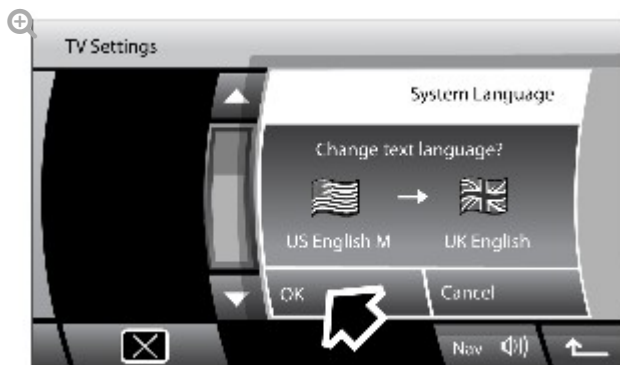 TV Settings
System Language
Change text language?
US English M
UK English
OK
Cancel
Nav